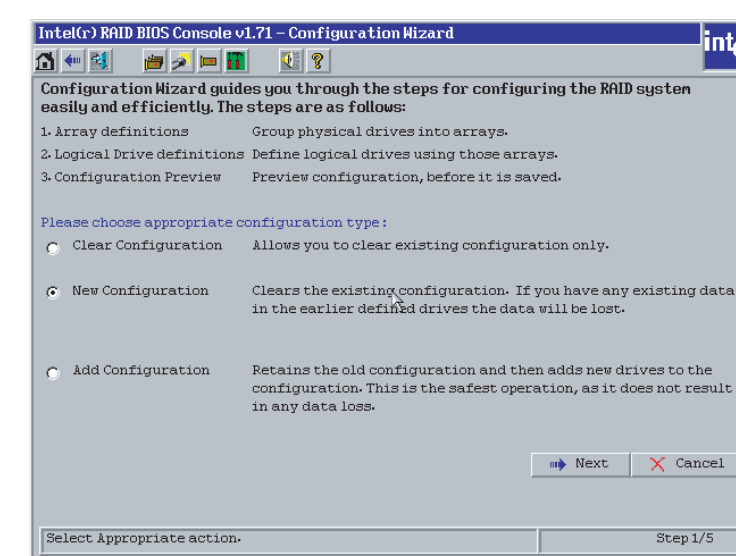 Intel(r) RAID BIOS Console v1.71 – Configuration Wizard
Configuration Wizard guides you through the steps for configuring the RAID system
easily and efficiently. The steps are as follows:
1. Array definitions Group physical drives into arrays.
2. Logical Drive definitions Define logical drives using those arrays.
3. Configuration Preview Preview configuration, before it is saved.
Please choose appropriate configuration type:
Clear Configuration Allows you to clear existing configuration only.
New Configuration Clears the existing configuration. If you have any existing data
in the earlier defined drives the data will be lost.
Add Configuration Retains the old configuration and then adds new drives to the
configuration. This is the safest operation, as it does not result
in any data loss.
Next Cancel
Select Appropriate action. Step 1/5